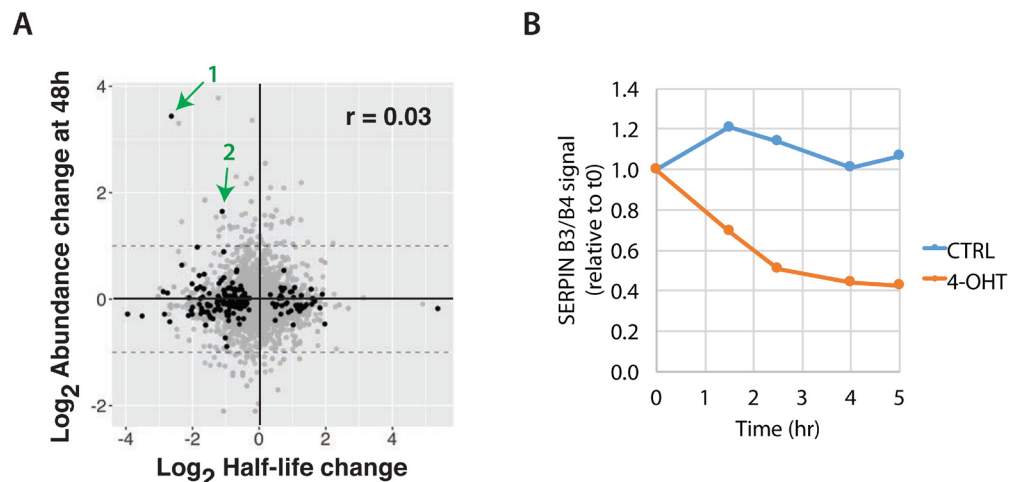 A
Log2 Abundance change at 48h
4
2
0
-2
1
2
r = 0.03
-4
-2
0
2
4
Log2 Half-life change
B
SERPIN B3/B4 signal
(relative to t0)
1.4
1.2
1.0
0.8
0.6
0.4
0.2
0.0
0
1
2
3
4
5
Time (hr)
CTRL
4-OHT